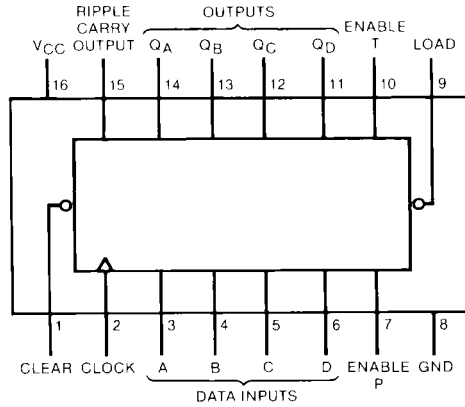 RIPPLE
CARRY
OUTPUT
OUTPUTS
ENABLE
T
VCC
QA
QB
QC
QD
LOAD
16
15
14
13
12
11
10
9
1
2
3
4
5
6
7
8
CLEAR
CLOCK
A
B
C
D
ENABLE
P
GND
DATA INPUTS